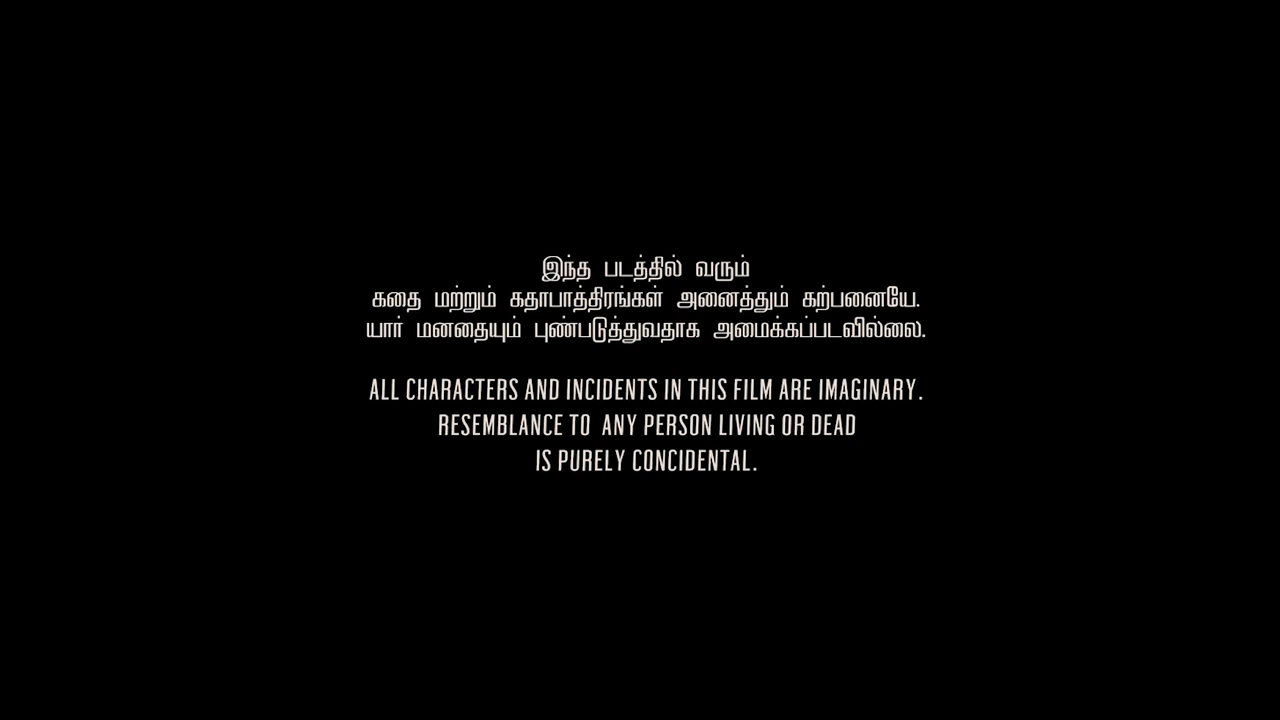 இந்த படத்தில் வரும்
கதை மற்றும் கதாபாத்திரங்கள் அனைத்தும் கற்பனையே.
யார் மனதையும் புண்படுத்துவதாக அமைக்கப்படவில்லை.
ALL CHARACTERS AND INCIDENTS IN THIS FILM ARE IMAGINARY.
RESEMBLANCE TO ANY PERSON LIVING OR DEAD
IS PURELY CONCIDENTAL.